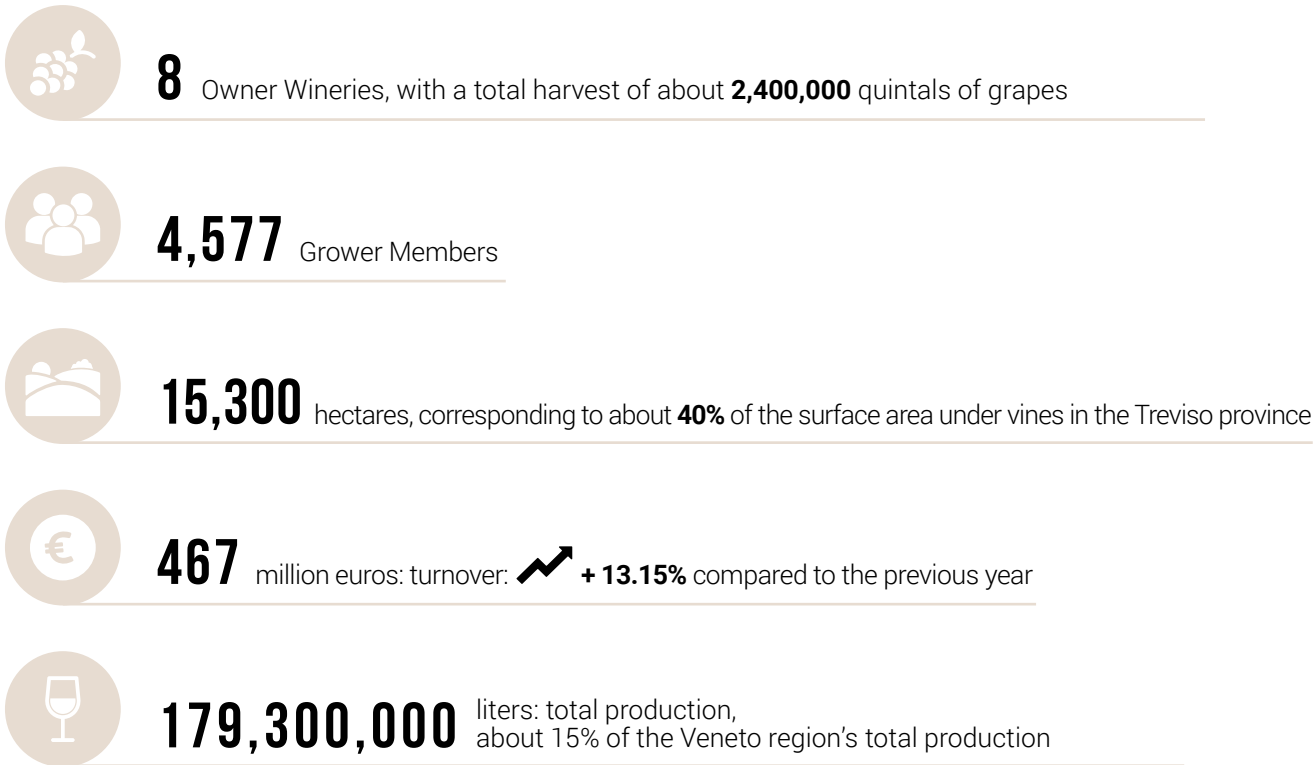 8 Owner Wineries, with a total harvest of about 2,400,000 quintals of grapes
4,577 Grower Members
15,300 hectares, corresponding to about 40% of the surface area under vines in the Treviso province
€
467 million euros: turnover: + 13.15% compared to the previous year
179,300,000 liters: total production,
about 15% of the Veneto region's total production